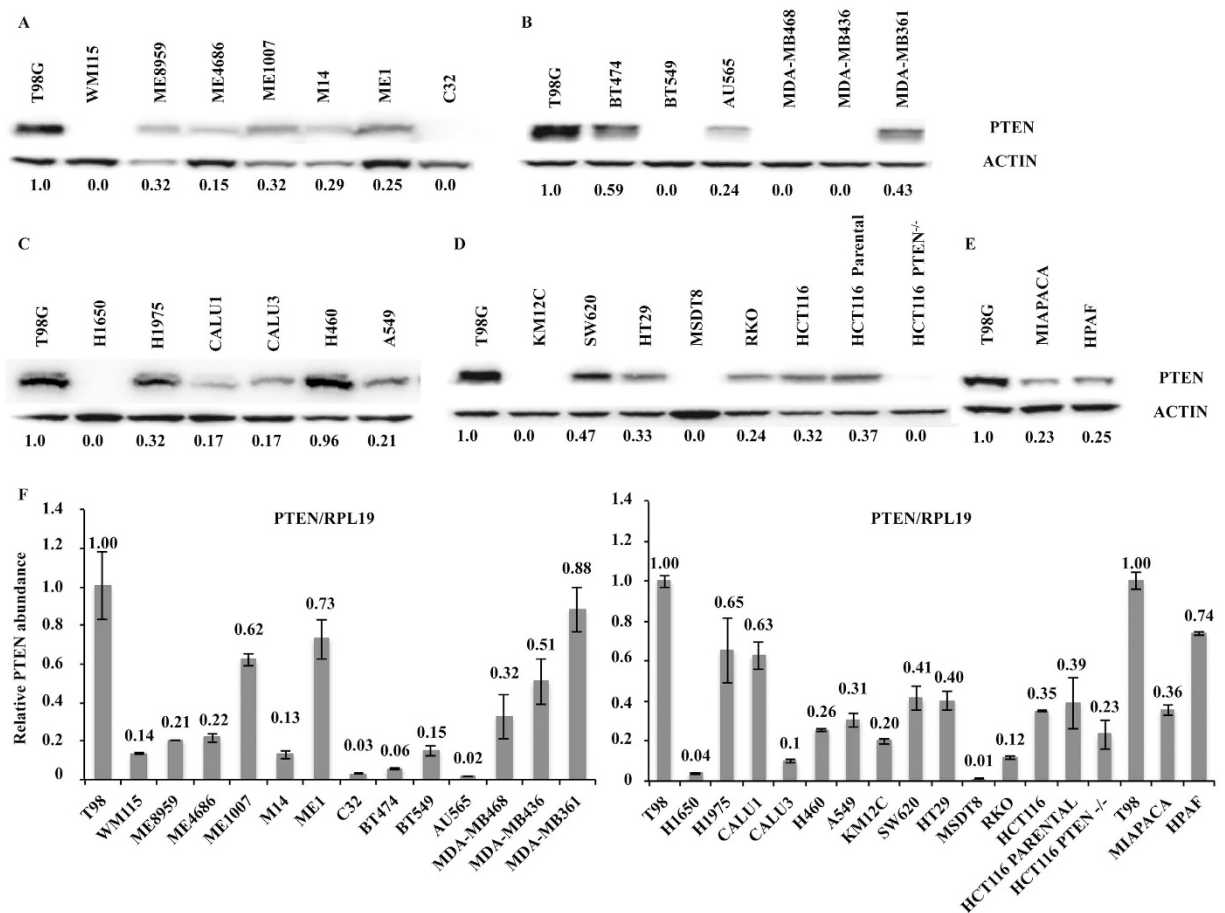 A
B
T98G
WM115
ME8959
ME4686
ME1007
M14
ME1
C32
T98G
BT474
BT549
AU565
MDA-MB468
MDA-MB436
MDA-MB361
PTEN
ACTIN
1.0 0.0 0.32 0.15 0.32 0.29 0.25 0.0
1.0 0.59 0.0 0.24 0.0 0.0 0.43
C
D
E
T98G
H1650
H1975
CALU1
CALU3
H460
A549
T98G
KM12C
SW620
HT29
MSDT8
RKO
HCT116
HCT116 Parental
HCT116 PTEN-/-
T98G
MIAPACA
HPAF
PTEN
ACTIN
1.0 0.0 0.32 0.17 0.17 0.96 0.21
1.0 0.0 0.47 0.33 0.0 0.24 0.32 0.37 0.0
1.0 0.23 0.25
F
PTEN/RPL19
Relative PTEN abundance
1.4
1.2
1.0
0.8
0.6
0.4
0.2
0
1.00
0.14
0.21
0.22
0.62
0.13
0.73
0.03
0.06
0.15
0.02
0.32
0.51
0.88
T98
WM115
ME8959
ME4686
ME1007
M14
ME1
C32
BT474
BT549
AU565
MDA-MB468
MDA-MB436
MDA-MB361
PTEN/RPL19
1.4
1.2
1.0
0.8
0.6
0.4
0.2
0
1.00
0.04
0.65
0.63
0.1
0.26
0.31
0.20
0.41
0.40
0.01
0.12
0.35
0.39
0.23
1.00
0.36
0.74
T98
H1650
H1975
CALU1
CALU3
H460
A549
KM12C
SW620
HT29
MSDT8
RKO
HCT116
HCT116 PARENTAL
HCT116 PTEN -/-
T98
MIAPACA
HPAF